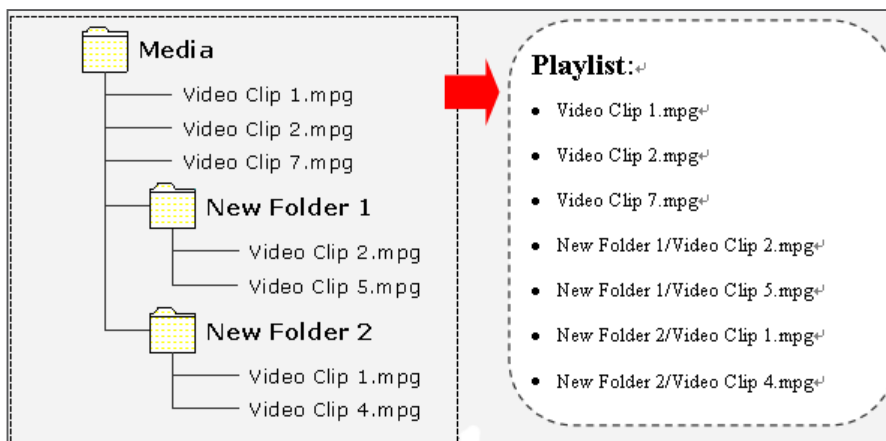 Media
Video Clip 1.mpg
Video Clip 2.mpg
Video Clip 7.mpg
New Folder 1
Video Clip 2.mpg
Video Clip 5.mpg
New Folder 2
Video Clip 1.mpg
Video Clip 4.mpg
Playlist:↵
• Video Clip 1.mpg↵
• Video Clip 2.mpg↵
• Video Clip 7.mpg↵
• New Folder 1/Video Clip 2.mpg↵
• New Folder 1/Video Clip 5.mpg↵
• New Folder 2/Video Clip 1.mpg↵
• New Folder 2/Video Clip 4.mpg↵